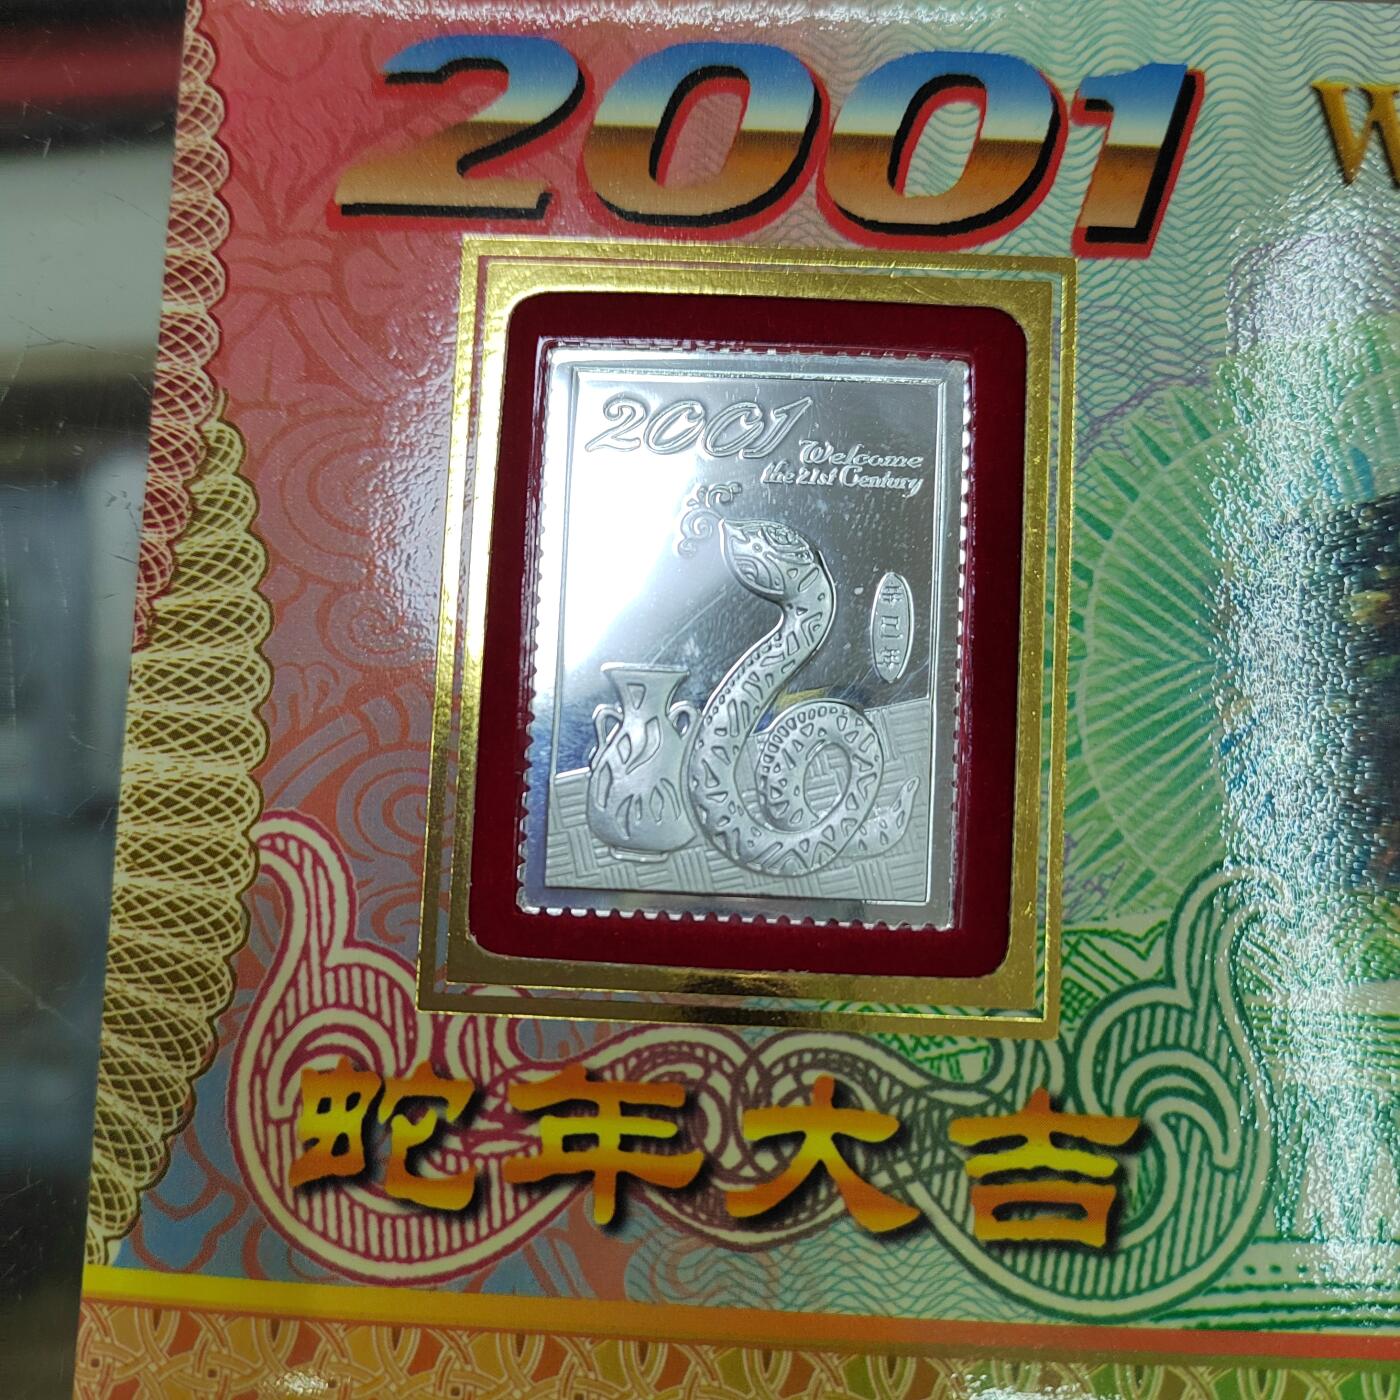 2001
W
2001
Welcome
the 21st Century
蛇年大吉